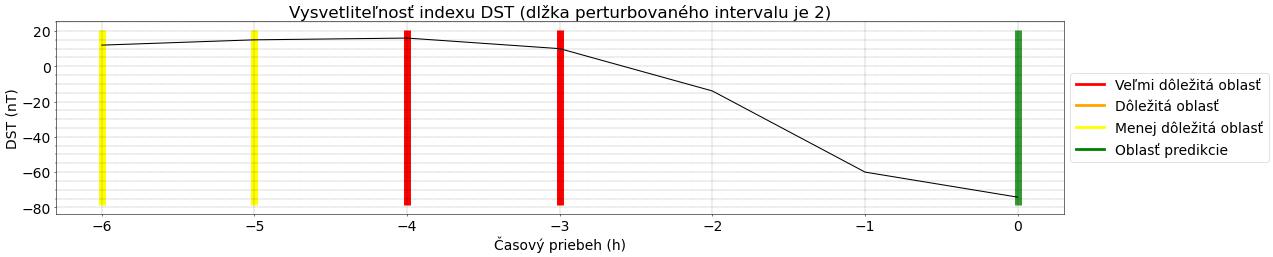 Vysvetliteľnosť indexu DST (dlžka perturbovaného intervalu je 2)
DST (nT)
20
0
−20
−40
−60
−80
−6 −5 −4 −3 −2 −1 0
Časový priebeh (h)
Veľmi dôležitá oblasť
Dôležitá oblasť
Menej dôležitá oblasť
Oblasť predikcie